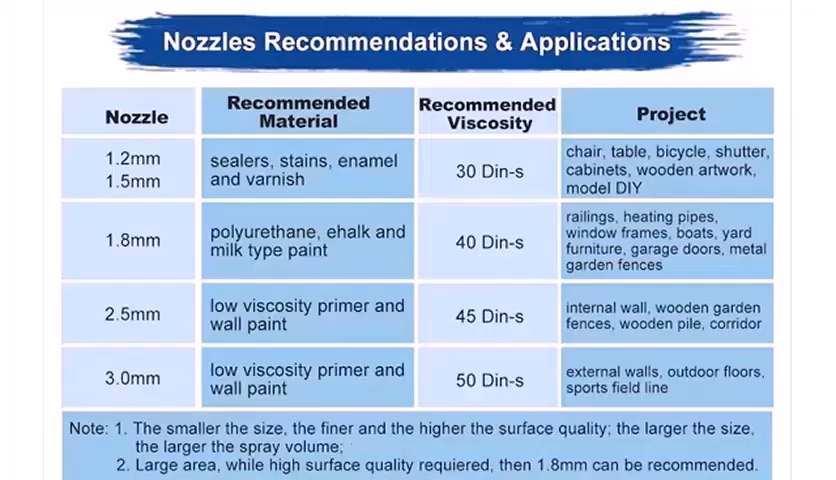 Nozzles Recommendations & Applications
Nozzle
Recommended
Material
Recommended
Viscosity
Project
1.2mm
1.5mm
sealers, stains, enamel
and varnish
30 Din-s
chair, table, bicycle, shutter,
cabinets, wooden artwork,
model DIY
1.8mm
polyurethane, ehalk and
milk type paint
40 Din-s
railings, heating pipes,
window frames, boats, yard
furniture, garage doors, metal
garden fences
2.5mm
low viscosity primer and
wall paint
45 Din-s
internal wall, wooden garden
fences, wooden pile, corridor
3.0mm
low viscosity primer and
wall paint
50 Din-s
external walls, outdoor floors,
sports field line
Note: 1. The smaller the size, the finer and the higher the surface quality; the larger the size,
the larger the spray volume;
2. Large area, while high surface quality requiered, then 1.8mm can be recommended.